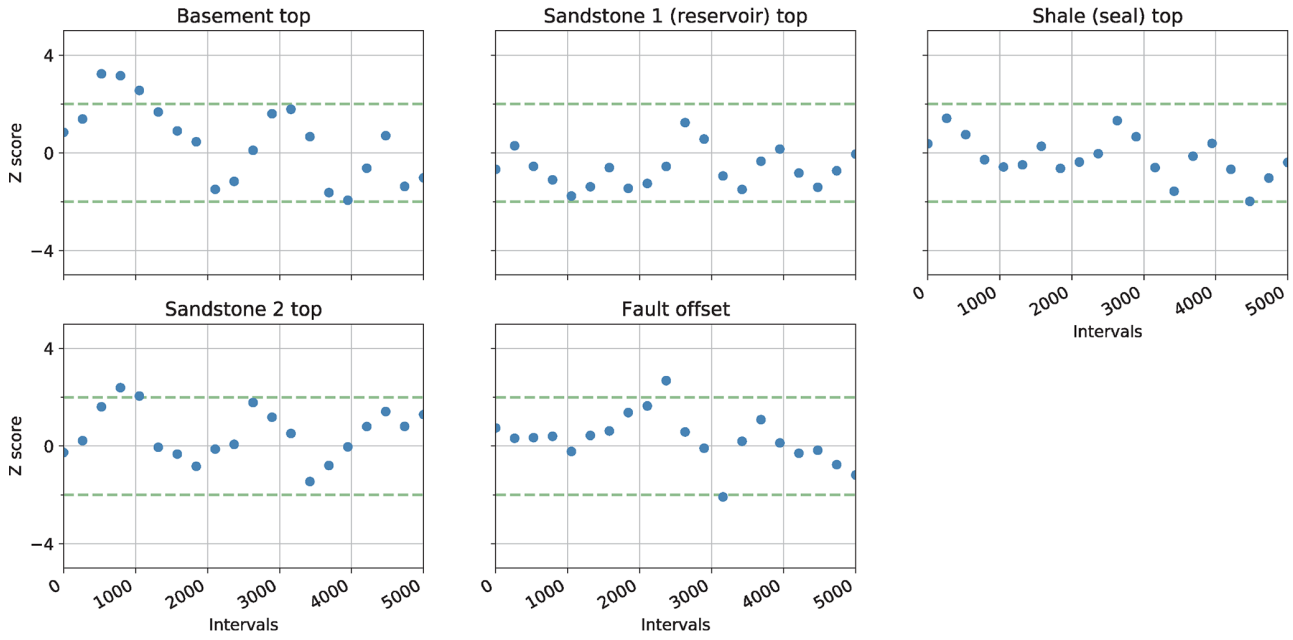 Basement top
Sandstone 1 (reservoir) top
Shale (seal) top
Z score
4
0
−4
0
1000
2000
3000
4000
5000
Intervals
Sandstone 2 top
Fault offset
Z score
4
0
−4
0
1000
2000
3000
4000
5000
Intervals
0
1000
2000
3000
4000
5000
Intervals